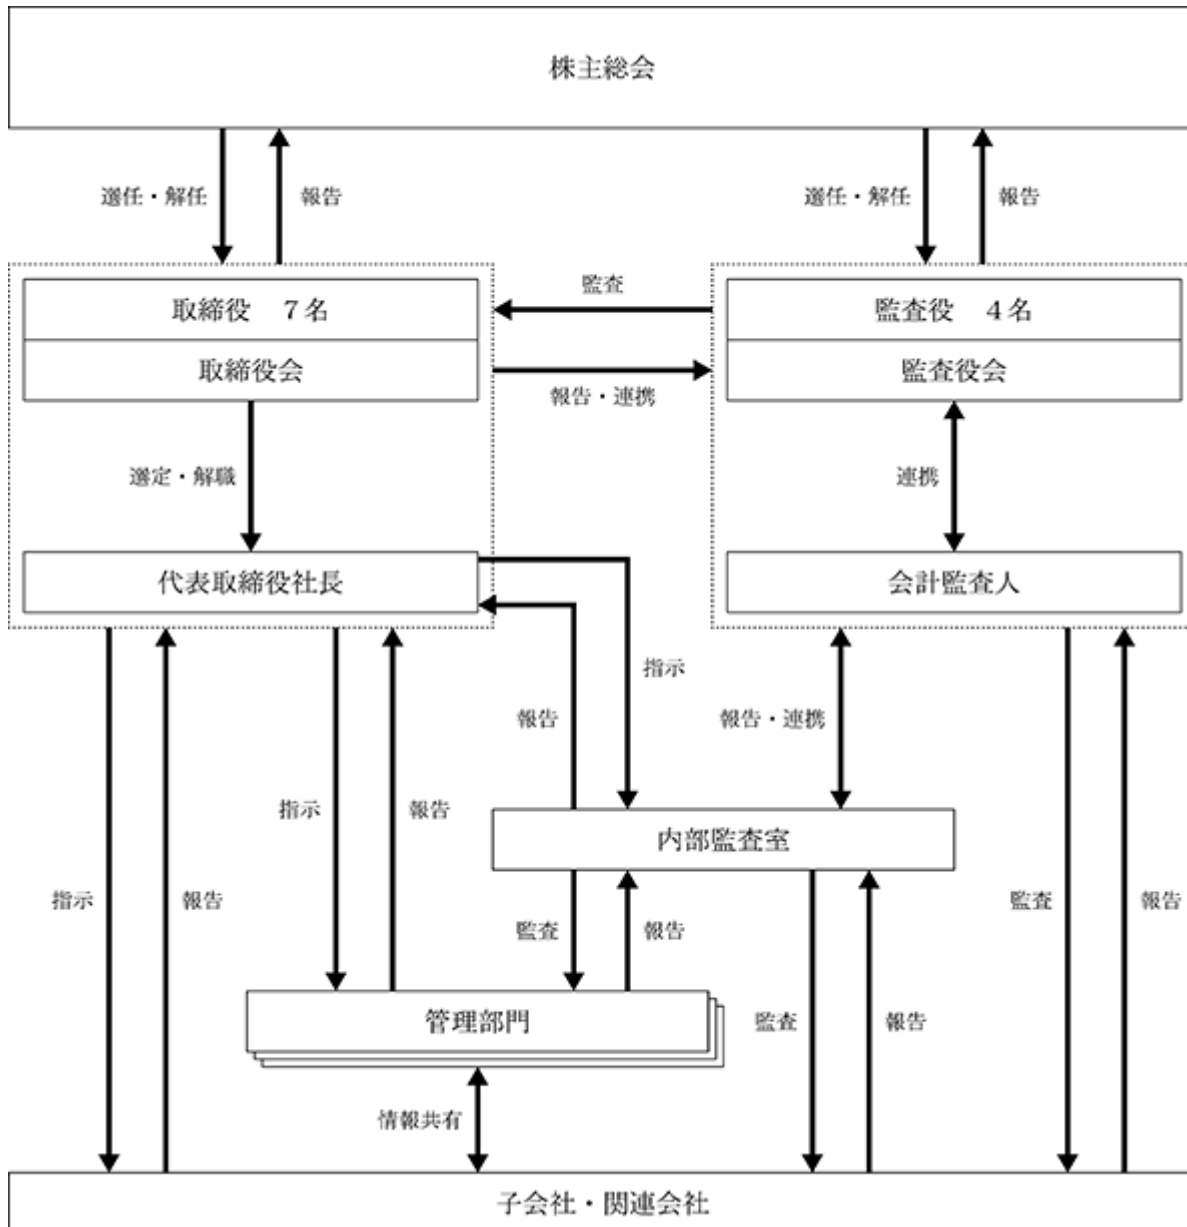 株主総会
選任・解任
報告
選任・解任
報告
取締役　７名
取締役会
監査
報告・連携
監査役　４名
監査役会
選定・解職
連携
代表取締役社長
会計監査人
指示
報告
報告・連携
指示
報告
内部監査室
指示
報告
監査
報告
監査
報告
管理部門
監査
報告
情報共有
子会社・関連会社